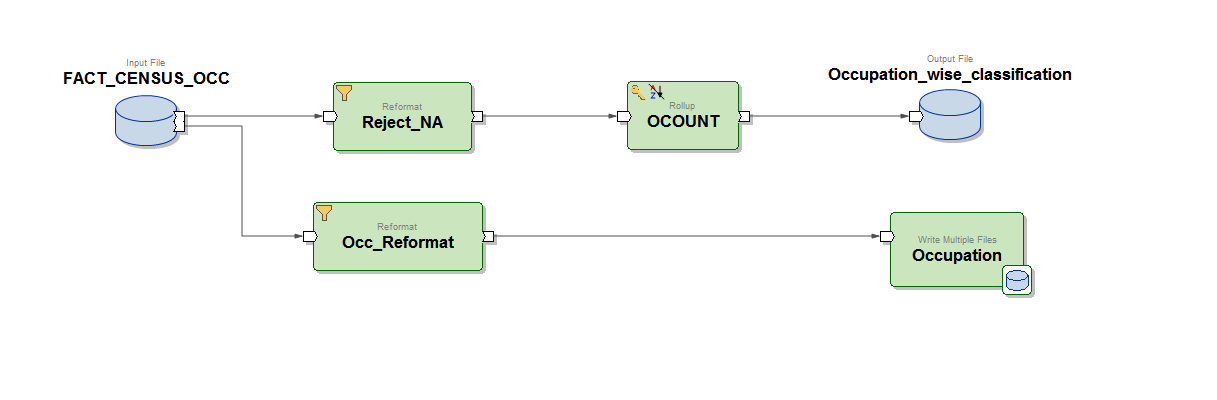 Input File
FACT_CENSUS_OCC
Reformat
Reject_NA
A
Z
Rollup
OCOUNT
Output File
Occupation_wise_classification
Reformat
Occ_Reformat
Write Multiple Files
Occupation